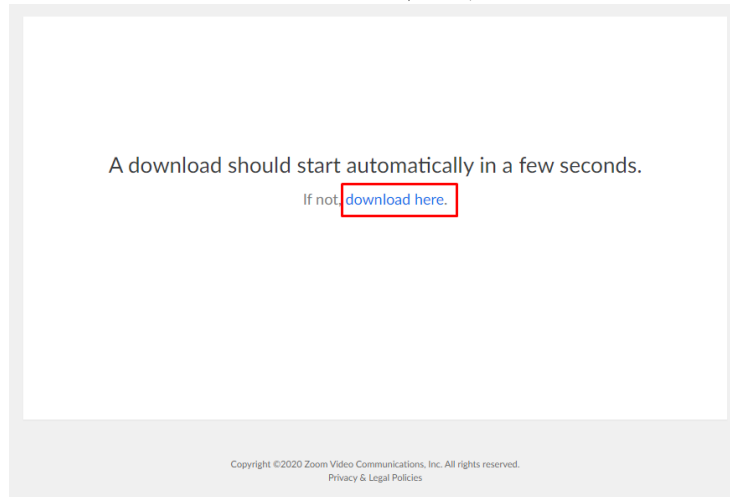 A download should start automatically in a few seconds.
If not, download here.
Copyright ©2020 Zoom Video Communications, Inc. All rights reserved.
Privacy & Legal Policies